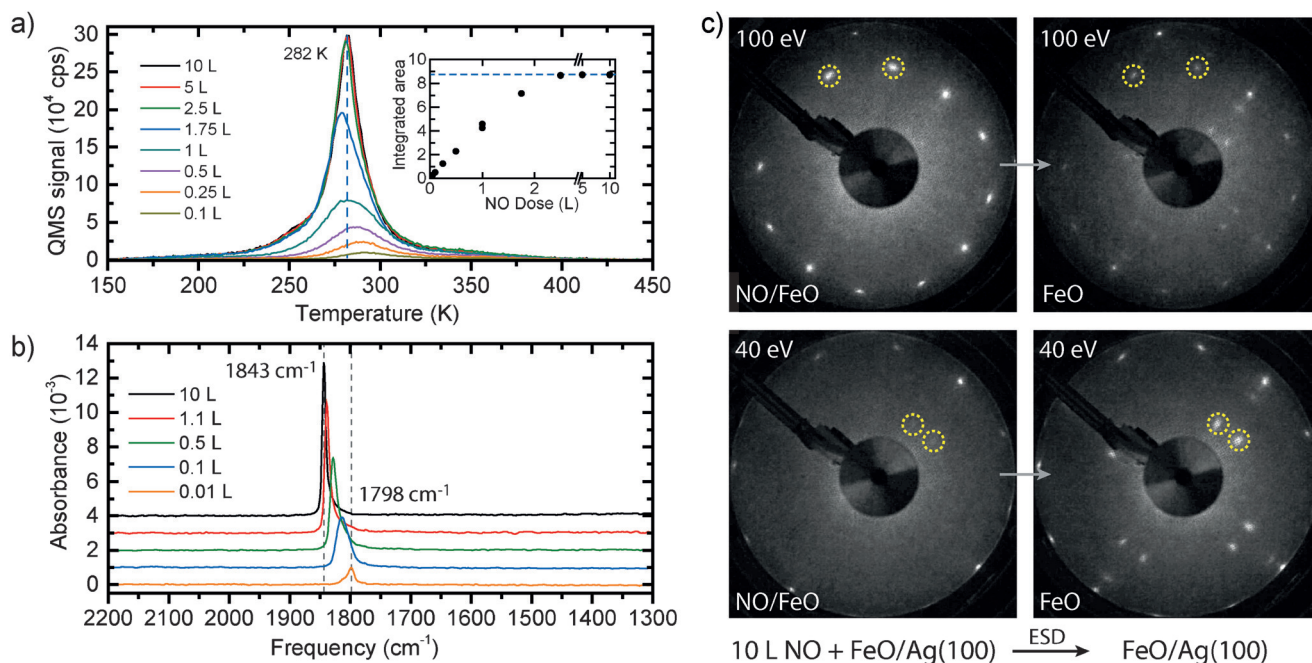 a)
QMS signal (10⁴ cps)
30
25
20
15
10
5
0
282 K
10 L
5 L
2.5 L
1.75 L
1 L
0.5 L
0.25 L
0.1 L
Integrated area
10
8
6
4
2
0
0 1 2 5 10
NO Dose (L)
150 200 250 300 350 400 450
Temperature (K)
b)
Absorbance (10⁻³)
14
12
10
8
6
4
2
0
1843 cm⁻¹
1798 cm⁻¹
10 L
1.1 L
0.5 L
0.1 L
0.01 L
2200 2100 2000 1900 1800 1700 1600 1500 1400 1300
Frequency (cm⁻¹)
c)
100 eV
NO/FeO
100 eV
FeO
40 eV
NO/FeO
40 eV
FeO
10 L NO + FeO/Ag(100) ESD FeO/Ag(100)